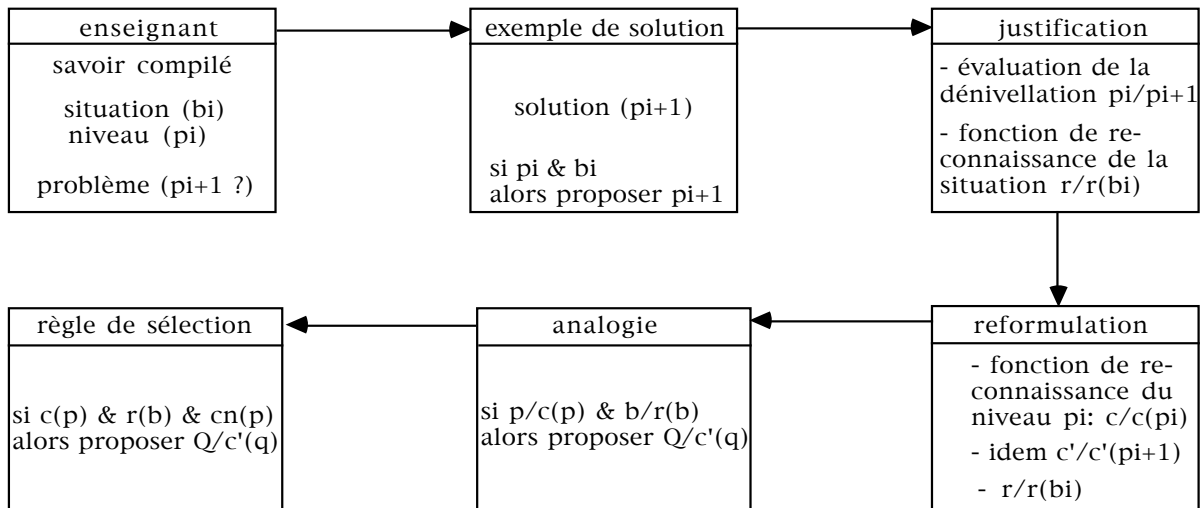 enseignant
savoir compilé
situation (bi)
niveau (pi)
problème (pi+1 ?)
exemple de solution
solution (pi+1)
si pi & bi
alors proposer pi+1
justification
- évaluation de la
dénivellation pi/pi+1
- fonction de re-
connaissance de la
situation r/r(bi)
reformulation
- fonction de re-
connaissance du
niveau pi: c/c(pi)
- idem c'/c'(pi+1)
- r/r(bi)
analogie
si p/c(p) & b/r(b)
alors proposer Q/c'(q)
règle de sélection
si c(p) & r(b) & cn(p)
alors proposer Q/c'(q)